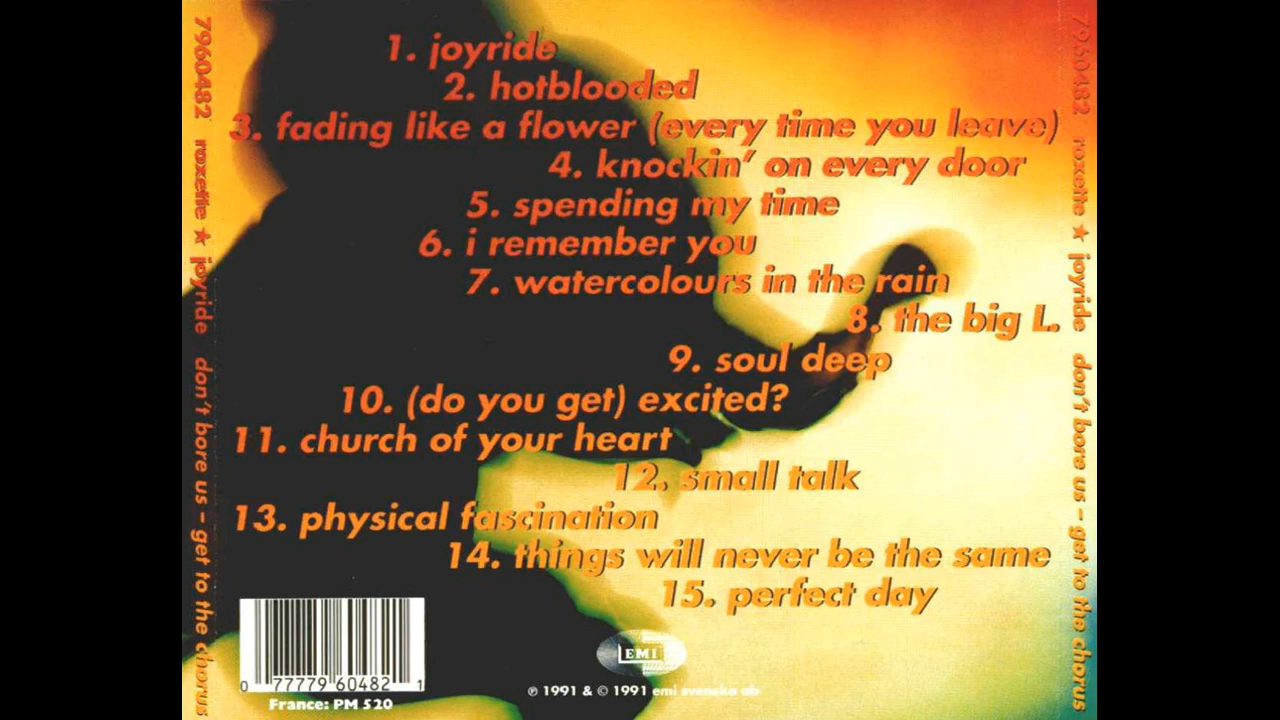 1. joyride
2. hotblooded
3. fading like a flower (every time you leave)
4. knockin' on every door
5. spending my time
6. i remember you
7. watercolours in the rain
8. the big L.
9. soul deep
10. (do you get) excited?
11. church of your heart
12. small talk
13. physical fascination
14. things will never be the same
15. perfect day
0 77779 60482 1
France: PM 520
EMI
℗ 1991 & © 1991 emi svenska ab
7960482 roxette ★ joyride don't bore us – get to the chorus
7960482 roxette ★ joyride don't bore us – get to the chorus